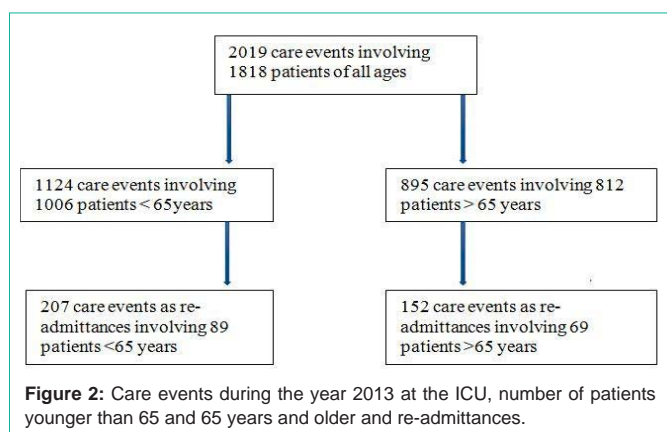 2019 care events involving
1818 patients of all ages
1124 care events involving
1006 patients < 65years
895 care events involving 812
patients > 65 years
207 care events as re-
admittances involving 89
patients <65 years
152 care events as re-
admittances involving 69
patients >65 years
Figure 2: Care events during the year 2013 at the ICU, number of patients
younger than 65 and 65 years and older and re-admittances.